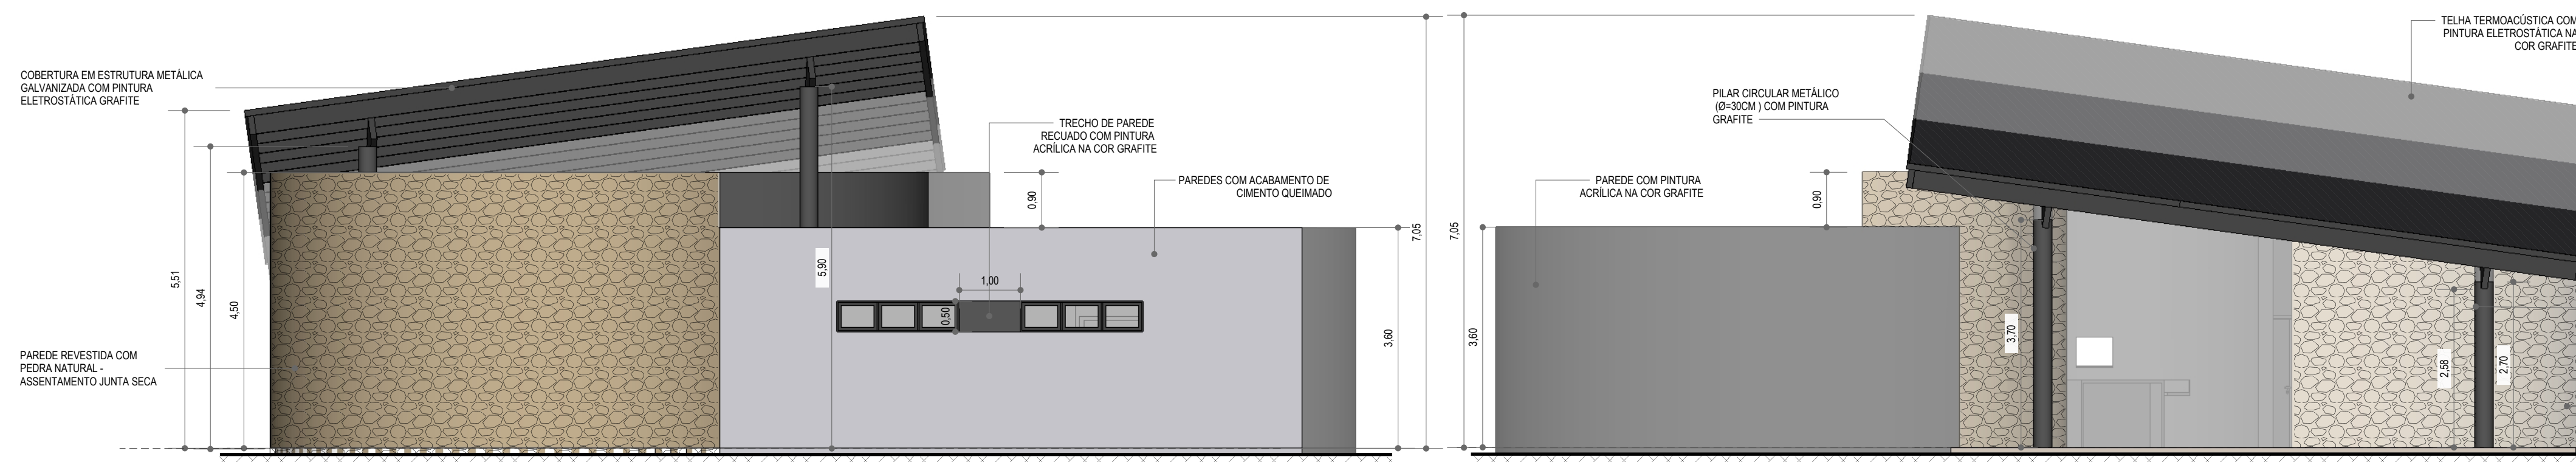 COBERTURA EM ESTRUTURA METÁLICA
GALVANIZADA COM PINTURA
ELETROSTÁTICA GRAFITE
5,51
4,94
4,50
PAREDE REVESTIDA COM
PEDRA NATURAL -
ASSENTAMENTO JUNTA SECA
5,90
TRECHO DE PAREDE
RECUADO COM PINTURA
ACRÍLICA NA COR GRAFITE
0,90
PAREDES COM ACABAMENTO DE
CIMENTO QUEIMADO
1,00
0,50
3,60
7,05
7,05
3,60
PAREDE COM PINTURA
ACRÍLICA NA COR GRAFITE
PILAR CIRCULAR METÁLICO
(Ø=30CM ) COM PINTURA
GRAFITE
0,90
3,70
2,58
2,70
TELHA TERMOACÚSTICA COM
PINTURA ELETROSTÁTICA NA
COR GRAFITE